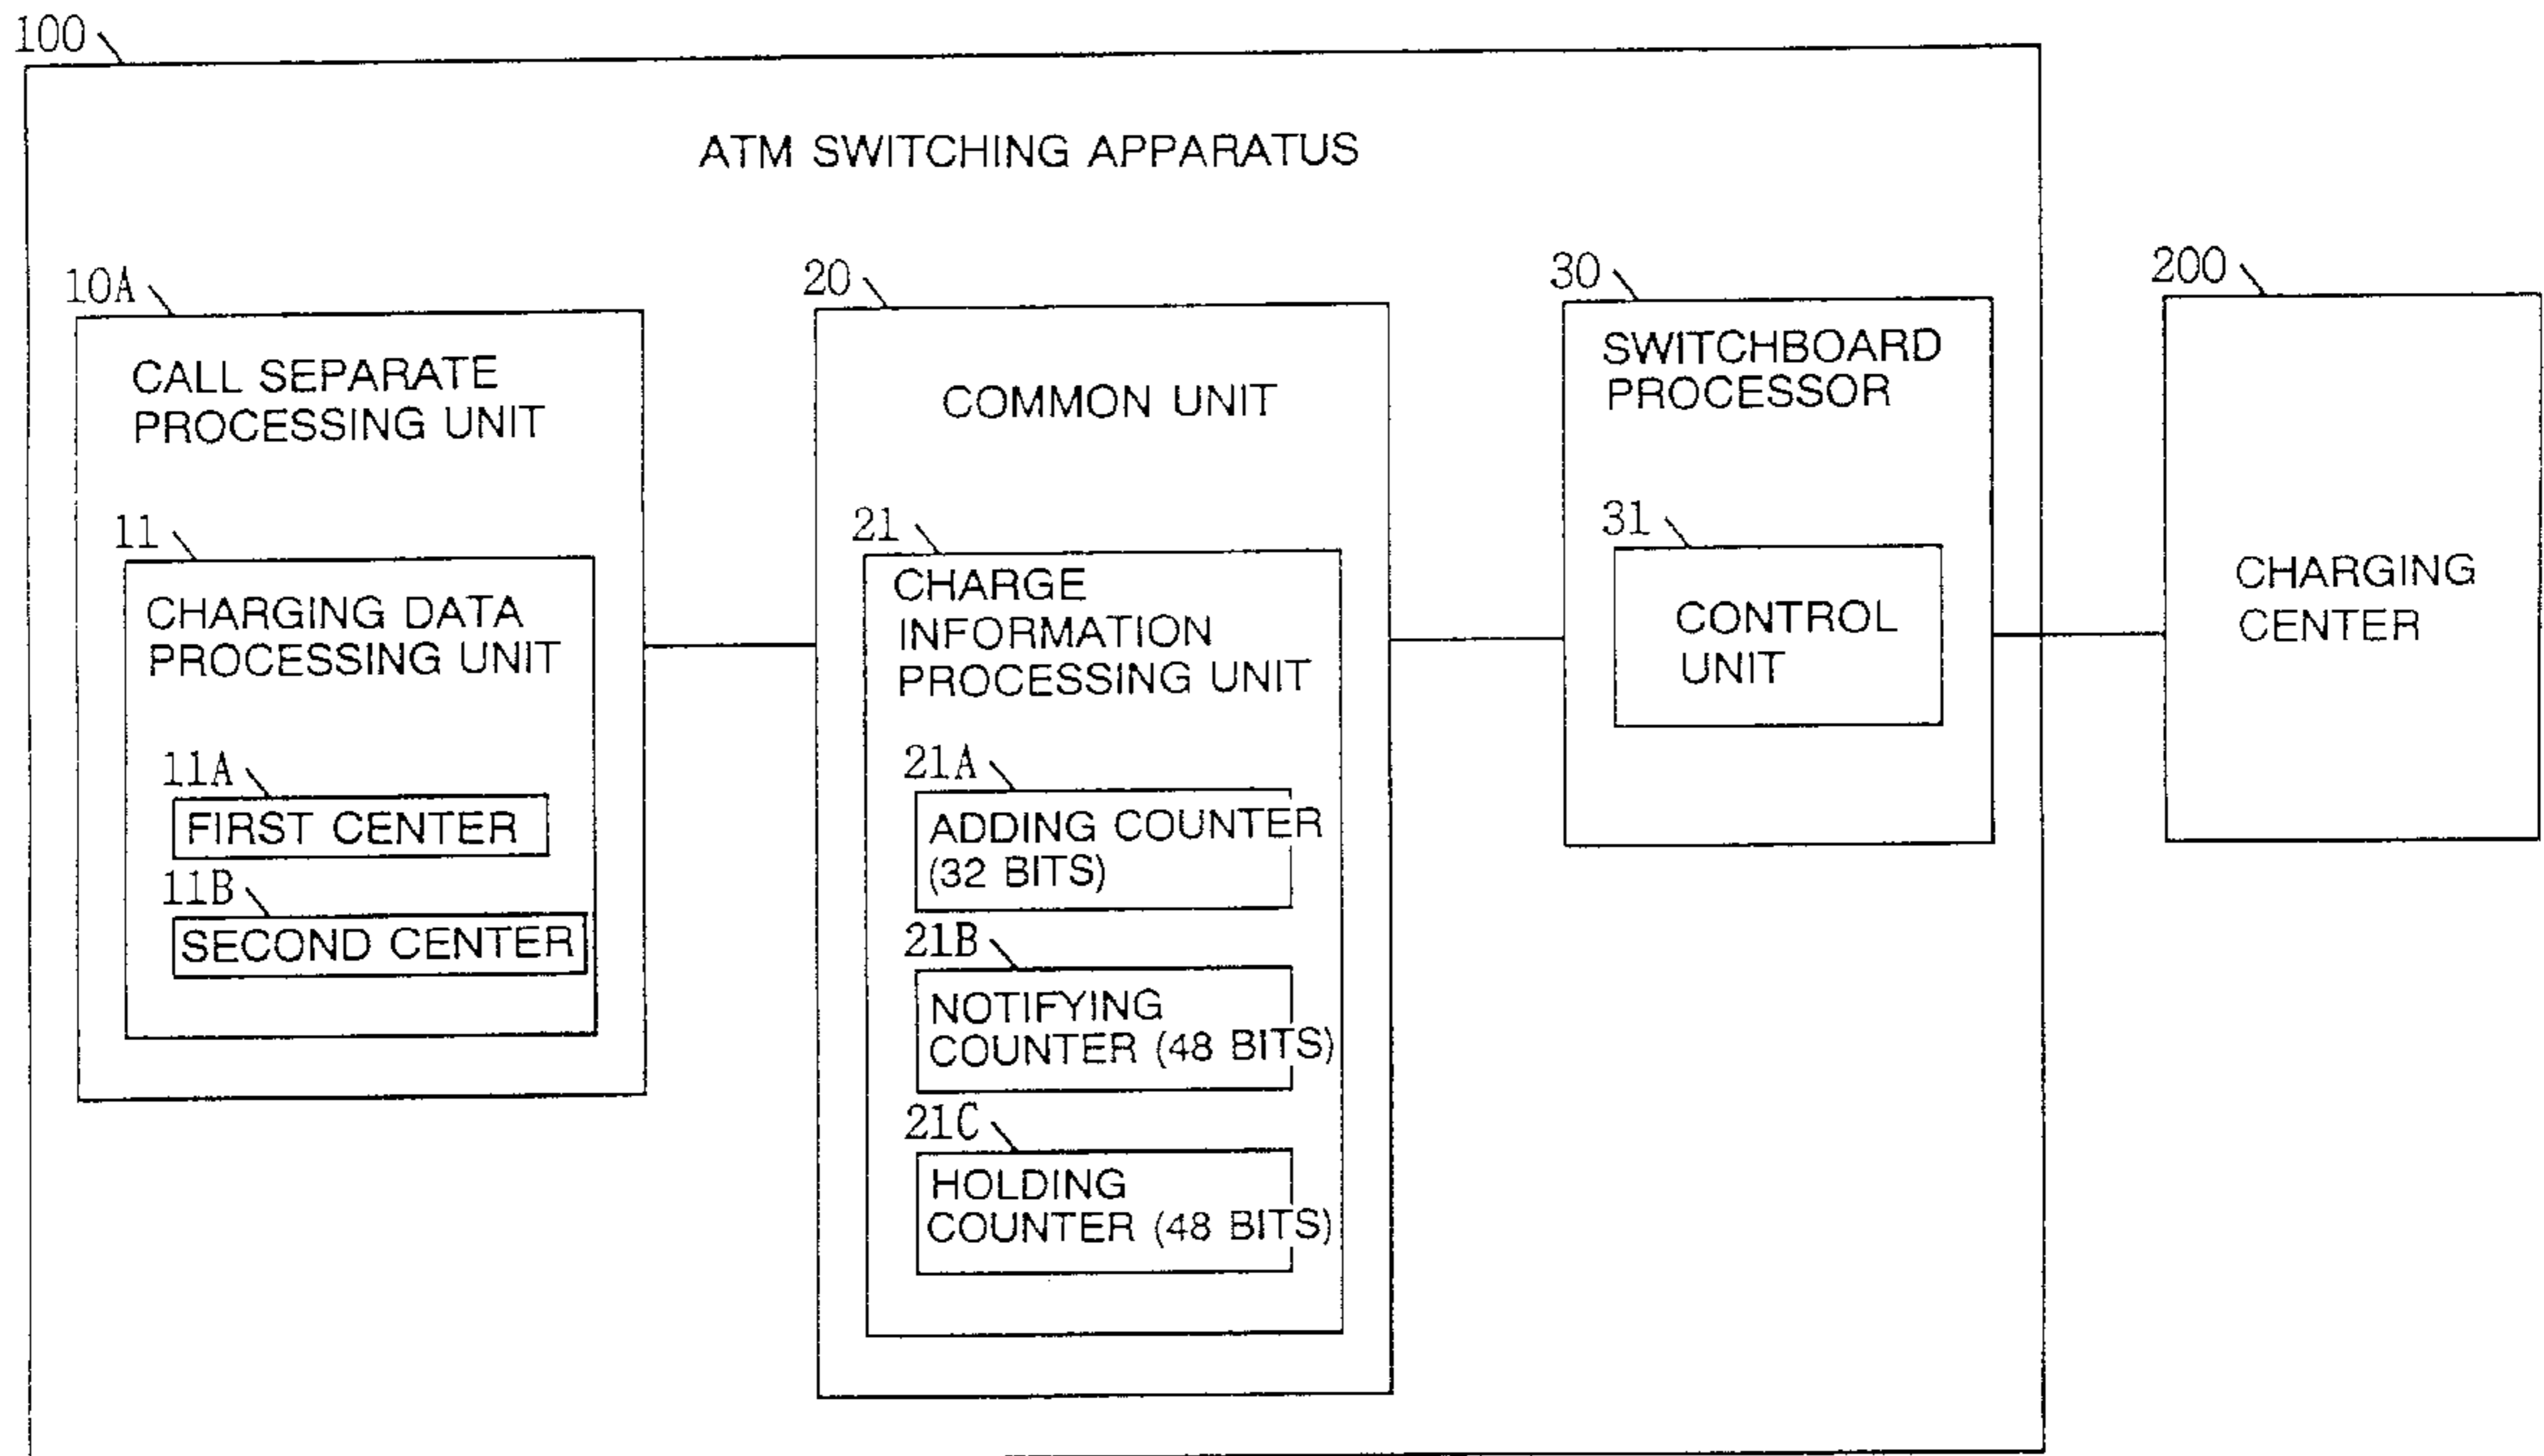 100
ATM SWITCHING APPARATUS
10A
CALL SEPARATE
PROCESSING UNIT
11
CHARGING DATA
PROCESSING UNIT
11A
FIRST CENTER
11B
SECOND CENTER
20
COMMON UNIT
21
CHARGE
INFORMATION
PROCESSING UNIT
21A
ADDING COUNTER
(32 BITS)
21B
NOTIFYING
COUNTER (48 BITS)
21C
HOLDING
COUNTER (48 BITS)
30
SWITCHBOARD
PROCESSOR
31
CONTROL
UNIT
200
CHARGING
CENTER